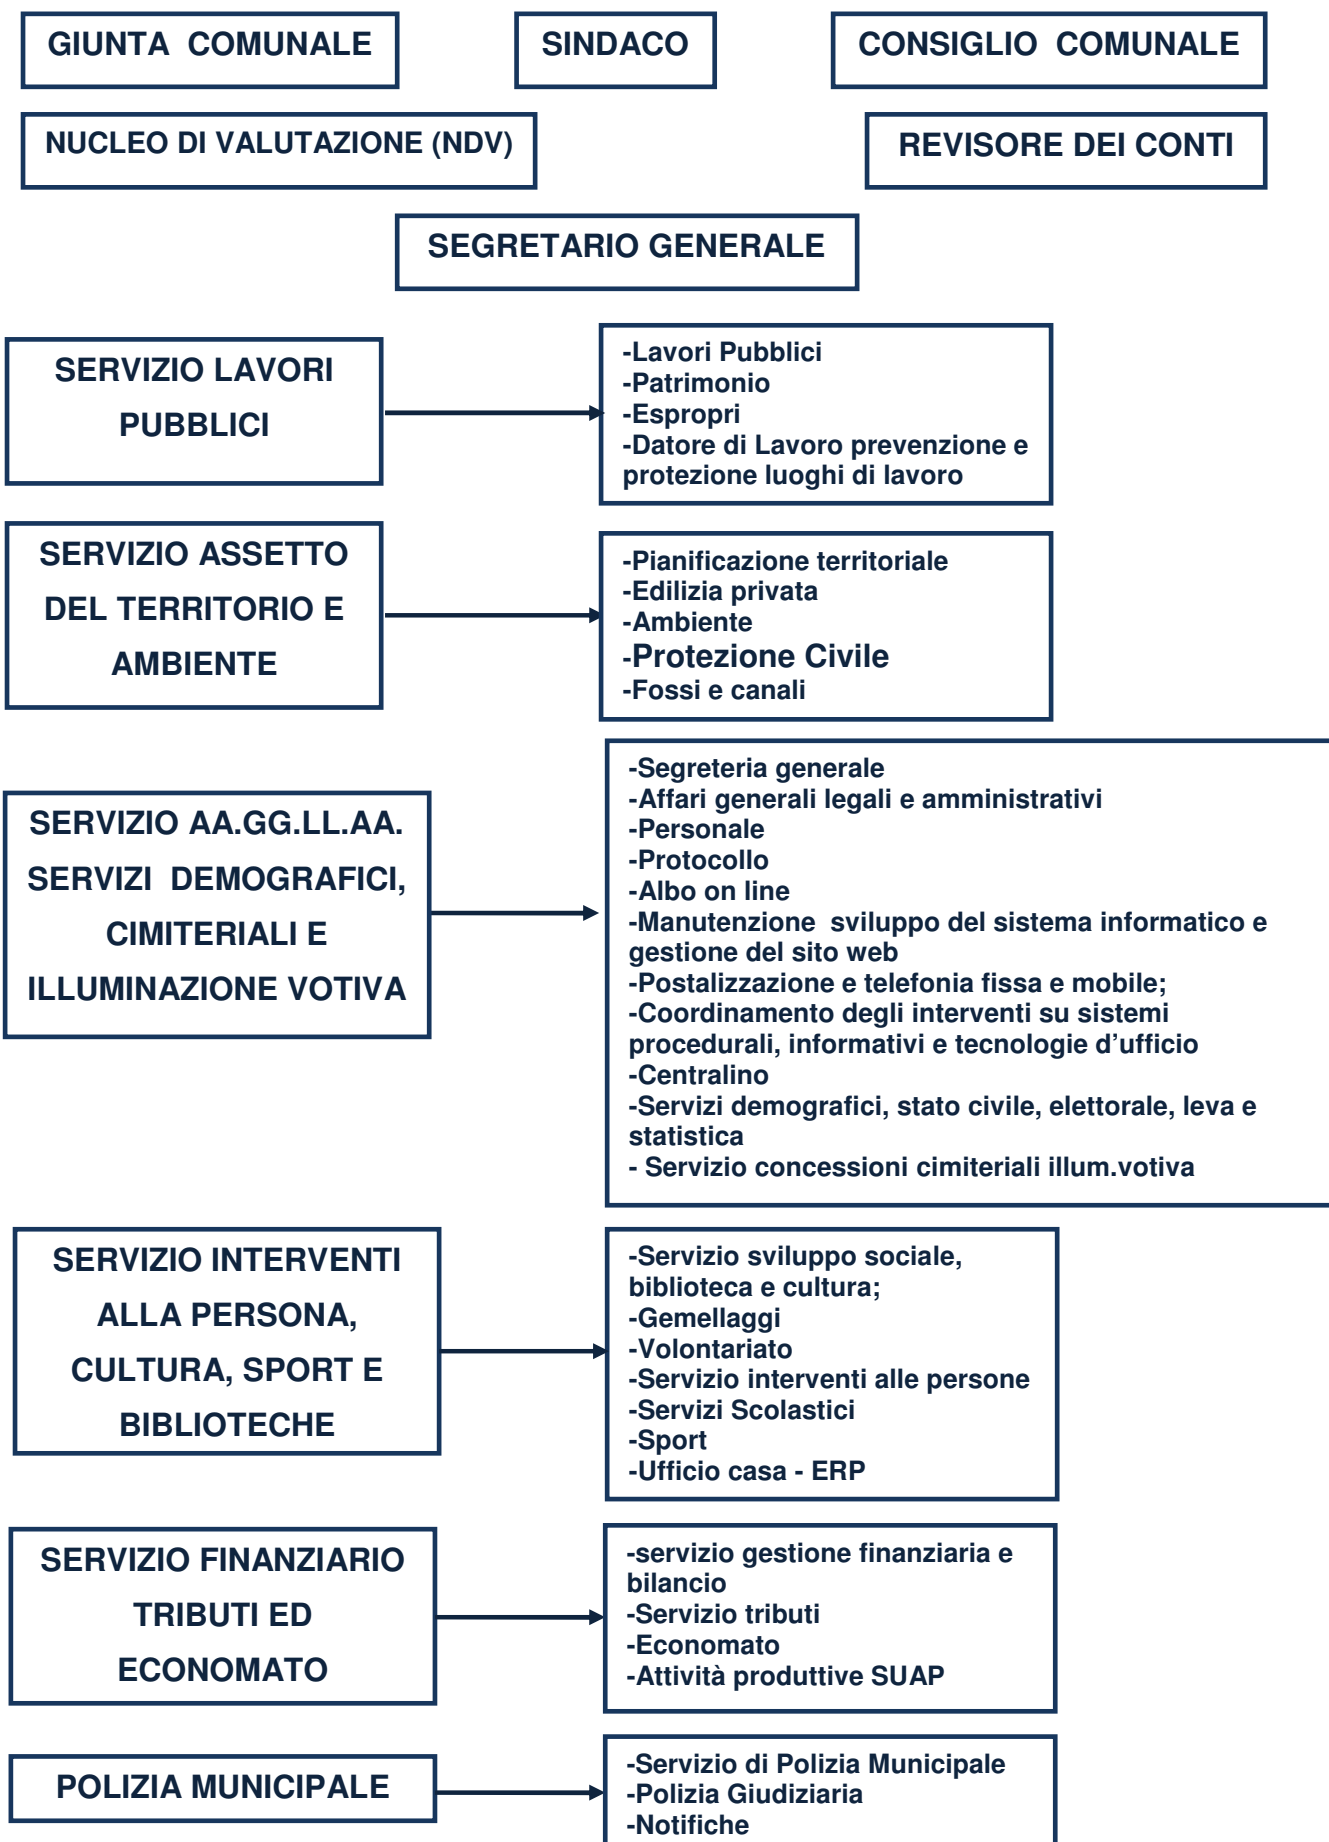 GIUNTA  COMUNALE
SINDACO
CONSIGLIO  COMUNALE
NUCLEO DI VALUTAZIONE (NDV)
REVISORE DEI CONTI
SEGRETARIO GENERALE
SERVIZIO LAVORI
PUBBLICI
-Lavori Pubblici
-Patrimonio
-Espropri
-Datore di Lavoro prevenzione e
protezione luoghi di lavoro
SERVIZIO ASSETTO
DEL TERRITORIO E
AMBIENTE
-Pianificazione territoriale
-Edilizia privata
-Ambiente
-Protezione Civile
-Fossi e canali
SERVIZIO AA.GG.LL.AA.
SERVIZI  DEMOGRAFICI,
CIMITERIALI E
ILLUMINAZIONE VOTIVA
-Segreteria generale
-Affari generali legali e amministrativi
-Personale
-Protocollo
-Albo on line
-Manutenzione  sviluppo del sistema informatico e
gestione del sito web
-Postalizzazione e telefonia fissa e mobile;
-Coordinamento degli interventi su sistemi
procedurali, informativi e tecnologie d’ufficio
-Centralino
-Servizi demografici, stato civile, elettorale, leva e
statistica
- Servizio concessioni cimiteriali illum.votiva
SERVIZIO INTERVENTI
ALLA PERSONA,
CULTURA, SPORT E
BIBLIOTECHE
-Servizio sviluppo sociale,
biblioteca e cultura;
-Gemellaggi
-Volontariato
-Servizio interventi alle persone
-Servizi Scolastici
-Sport
-Ufficio casa - ERP
SERVIZIO FINANZIARIO
TRIBUTI ED
ECONOMATO
-servizio gestione finanziaria e
bilancio
-Servizio tributi
-Economato
-Attività produttive SUAP
POLIZIA MUNICIPALE
-Servizio di Polizia Municipale
-Polizia Giudiziaria
-Notifiche